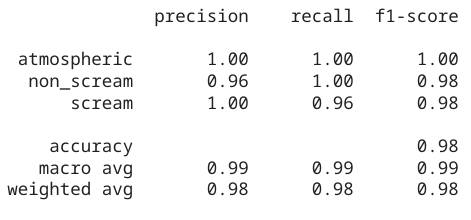 precision recall f1-score
atmospheric 1.00 1.00 1.00
non_scream 0.96 1.00 0.98
scream 1.00 0.96 0.98
accuracy 0.98
macro avg 0.99 0.99 0.99
weighted avg 0.98 0.98 0.98